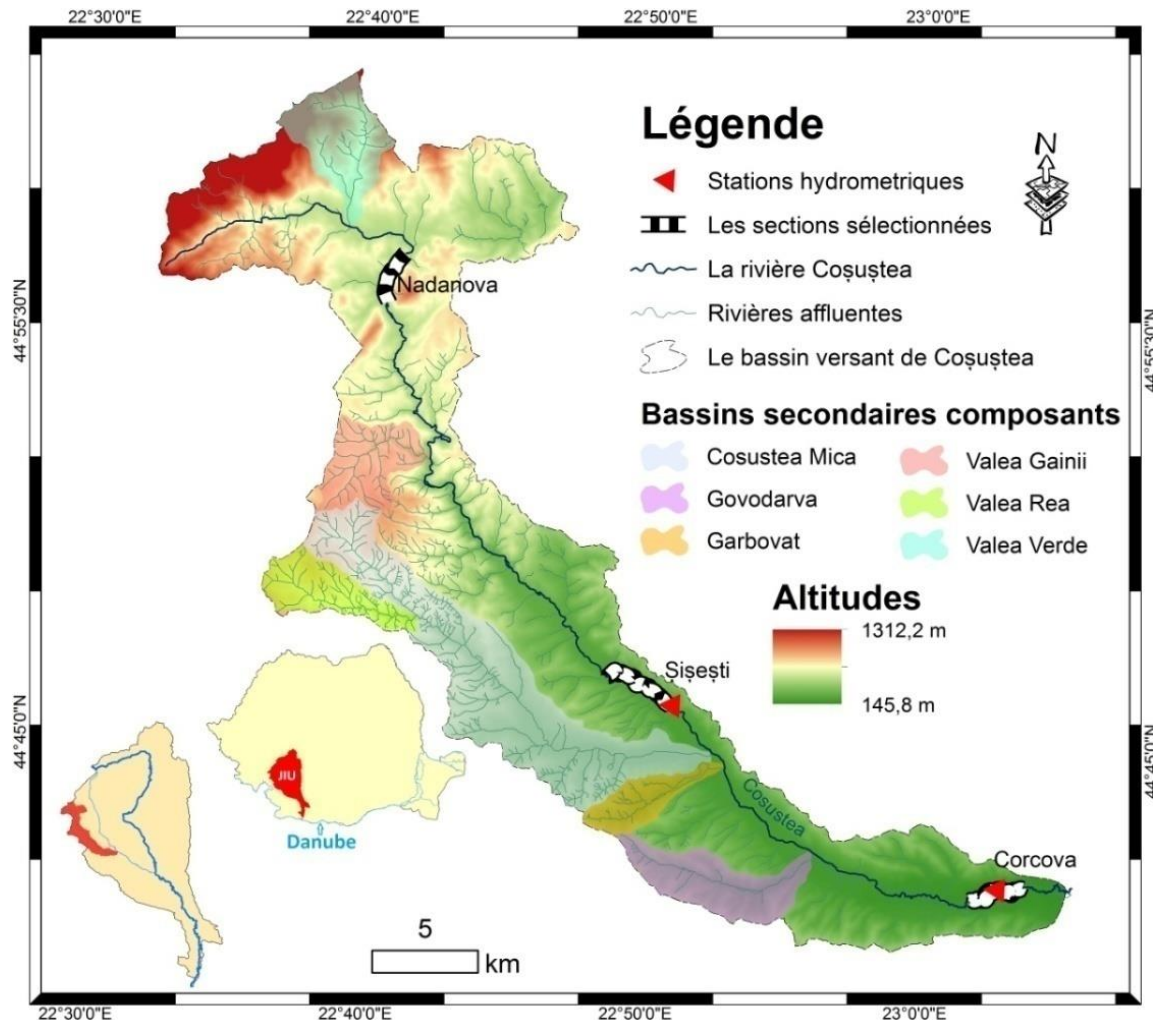 22°30'0"E 22°40'0"E 22°50'0"E 23°0'0"E
Légende
N
Stations hydrometriques
Les sections sélectionnées
La rivière Coșuștea
Rivières affluentes
Le bassin versant de Coșuștea
Bassins secondaires composants
Cosustea Mica
Valea Gainii
Govodarva
Valea Rea
Garbovat
Valea Verde
Altitudes
1312,2 m
145,8 m
44°55'30"N
44°55'30"N
Nadanova
Șișești
44°45'0"N
44°45'0"N
Cosustea
JIU
Danube
Corcova
5
km
22°30'0"E 22°40'0"E 22°50'0"E 23°0'0"E